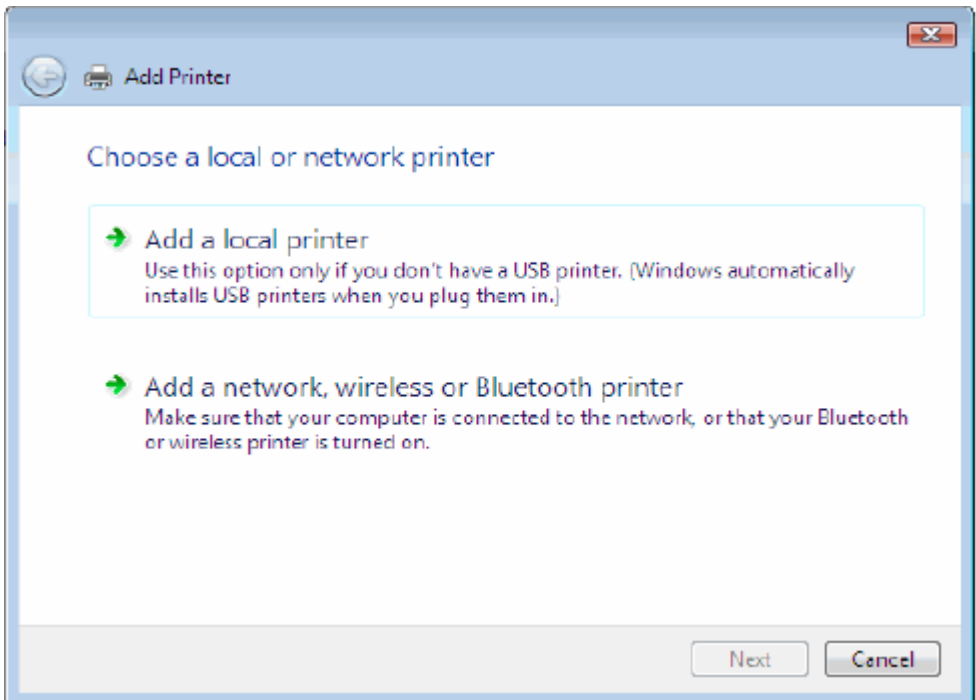 Add Printer
Choose a local or network printer
Add a local printer
Use this option only if you don't have a USB printer. (Windows automatically
installs USB printers when you plug them in.)
Add a network, wireless or Bluetooth printer
Make sure that your computer is connected to the network, or that your Bluetooth
or wireless printer is turned on.
Next
Cancel